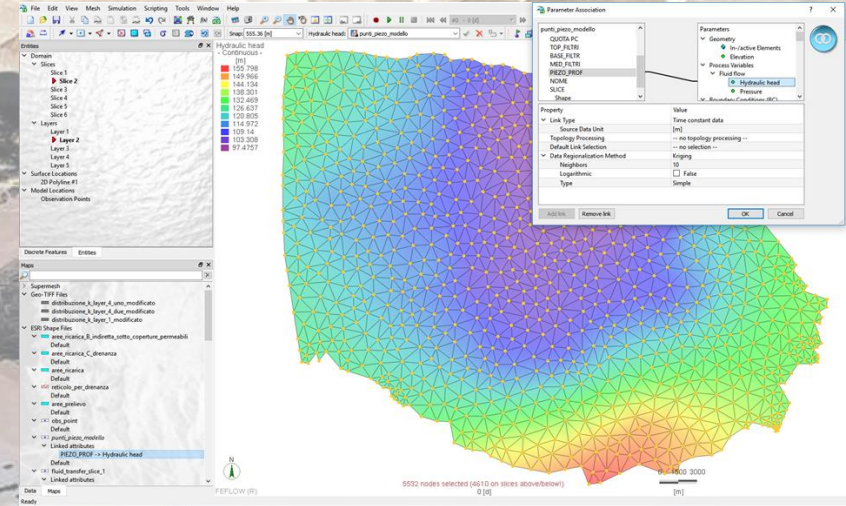 File Edit View Mesh Simulation Scripting Tools Window Help
Snap: 555.36 [m] Hydraulic head: punti_piezo_modello
Entities
Domain
Slices
Slice 1
Slice 2
Slice 3
Slice 4
Slice 5
Slice 6
Layers
Layer 1
Layer 2
Layer 3
Layer 4
Layer 5
Surface Locations
2D Polyline #1
Model Locations
Observation Points
Discrete Features Entities
Maps
Supermesh
Geo-TIFF Files
distribuzione_k_layer_4_uno_modificato
distribuzione_k_layer_4_due_modificato
distribuzione_k_layer_1_modificato
ESRI Shape Files
aree_ricarica_B_indiretta_sotto_coperture_permeabili
Default
aree_ricarica_C_drenanza
Default
aree_ricarica
Default
reticolo_per_drenanza
Default
aree_prelievo
Default
obs_point
Default
punti_piezo_modello
Linked attributes
PIEZO_PROF -> Hydraulic head
Default
fluid_transfer_slice_1
Linked attributes
Data Maps
Ready
Hydraulic head
- Continuous -
[m]
155.798
149.966
144.134
138.301
132.469
126.637
120.805
114.972
109.14
103.308
97.4757
N
FEFLOW (R)
5932 nodes selected (4610 on slices above/below!)
0 [d]
0 1500 3000
[m]
Parameter Association
? ×
punti_piezo_modello
QUOTA PC
TOP_FILTRI
BASE_FILTR
MED_FILTRI
PIEZO_PROF
NOME
SLICE
Shape
Parameters
Geometry
In-/active Elements
Elevation
Process Variables
Fluid flow
Hydraulic head
Pressure
Boundary Conditions (BC)
Property Value
Link Type Time constant data
Source Data Unit [m]
Topology Processing -- no topology processing --
Default Link Selection -- no selection --
Data Regionalization Method Kriging
Neighbors 10
Logarithmic False
Type Simple
Add link Remove link OK Cancel